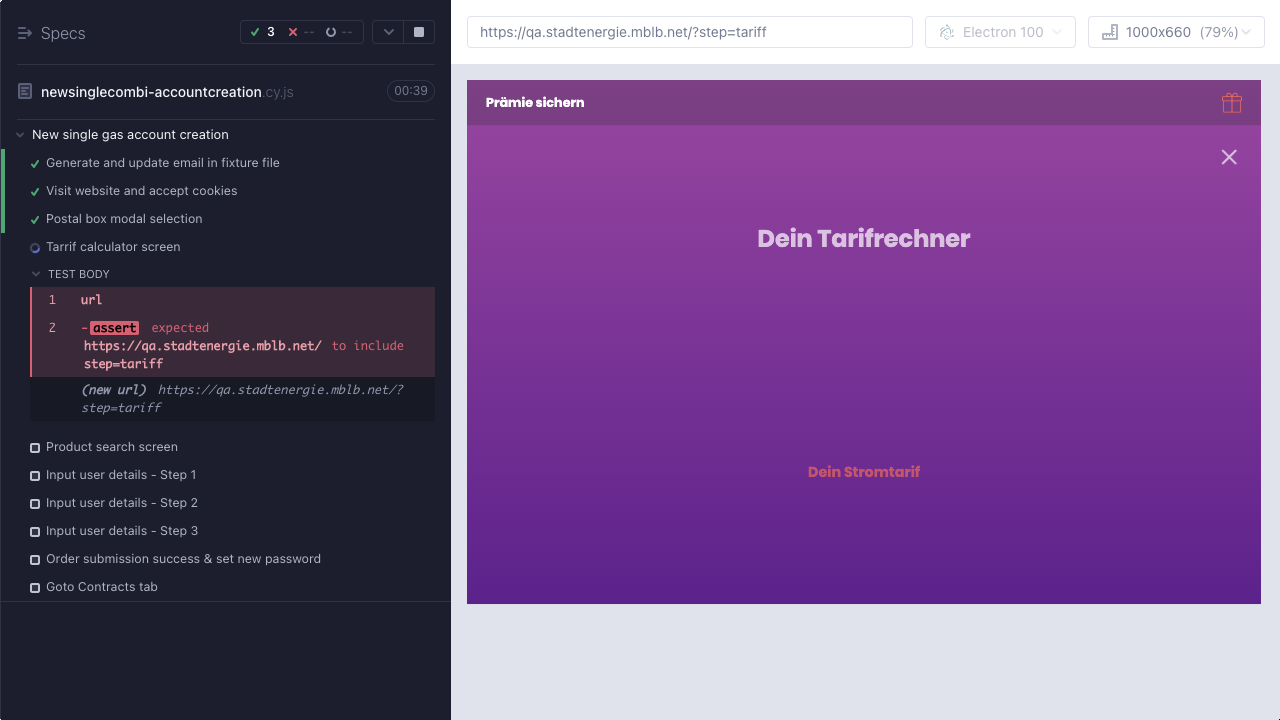 Specs
3
--
--
newsinglecombi-accountcreation.cy.js
00:39
New single gas account creation
Generate and update email in fixture file
Visit website and accept cookies
Postal box modal selection
Tarrif calculator screen
TEST BODY
1 url
2 -assert expected
https://qa.stadtenergie.mblb.net/ to include
step=tariff
(new url) https://qa.stadtenergie.mblb.net/?
step=tariff
Product search screen
Input user details - Step 1
Input user details - Step 2
Input user details - Step 3
Order submission success & set new password
Goto Contracts tab
https://qa.stadtenergie.mblb.net/?step=tariff
Electron 100
1000x660 (79%)
Prämie sichern
Dein Tarifrechner
Dein Stromtarif